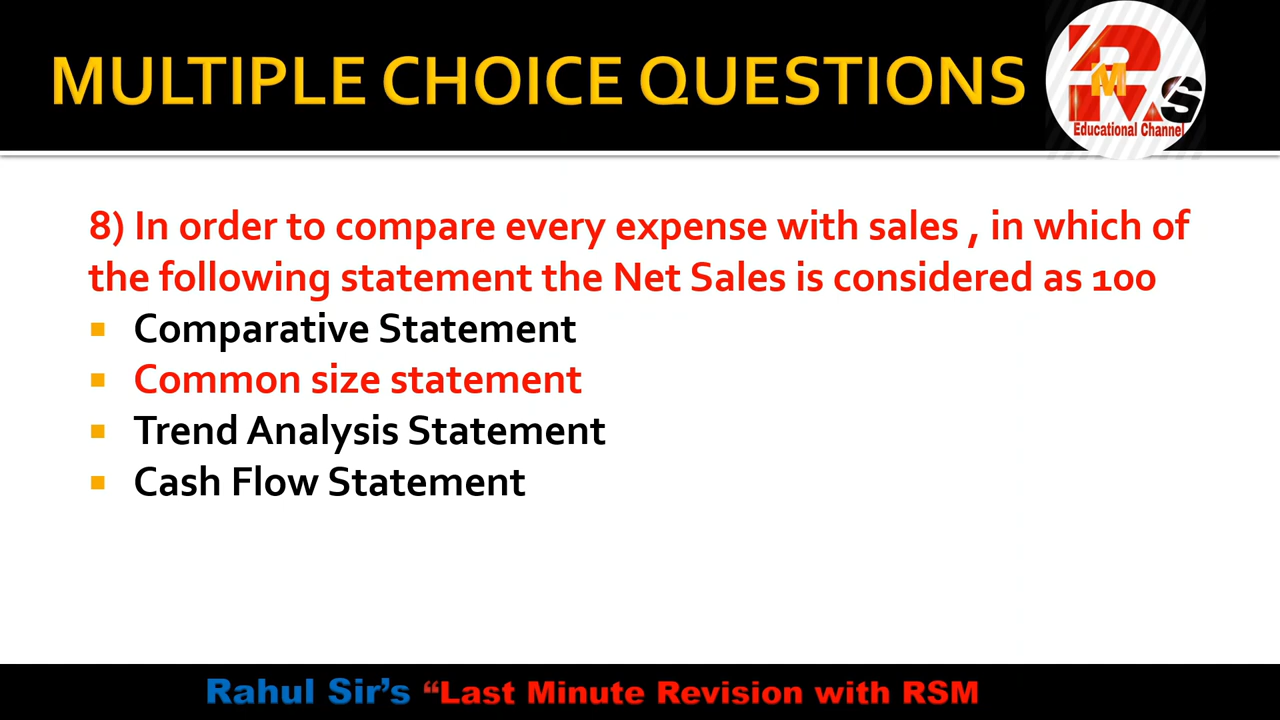 MULTIPLE CHOICE QUESTIONS
RMS
Educational Channel
8) In order to compare every expense with sales , in which of
the following statement the Net Sales is considered as 100
Comparative Statement
Common size statement
Trend Analysis Statement
Cash Flow Statement
Rahul Sir’s “Last Minute Revision with RSM